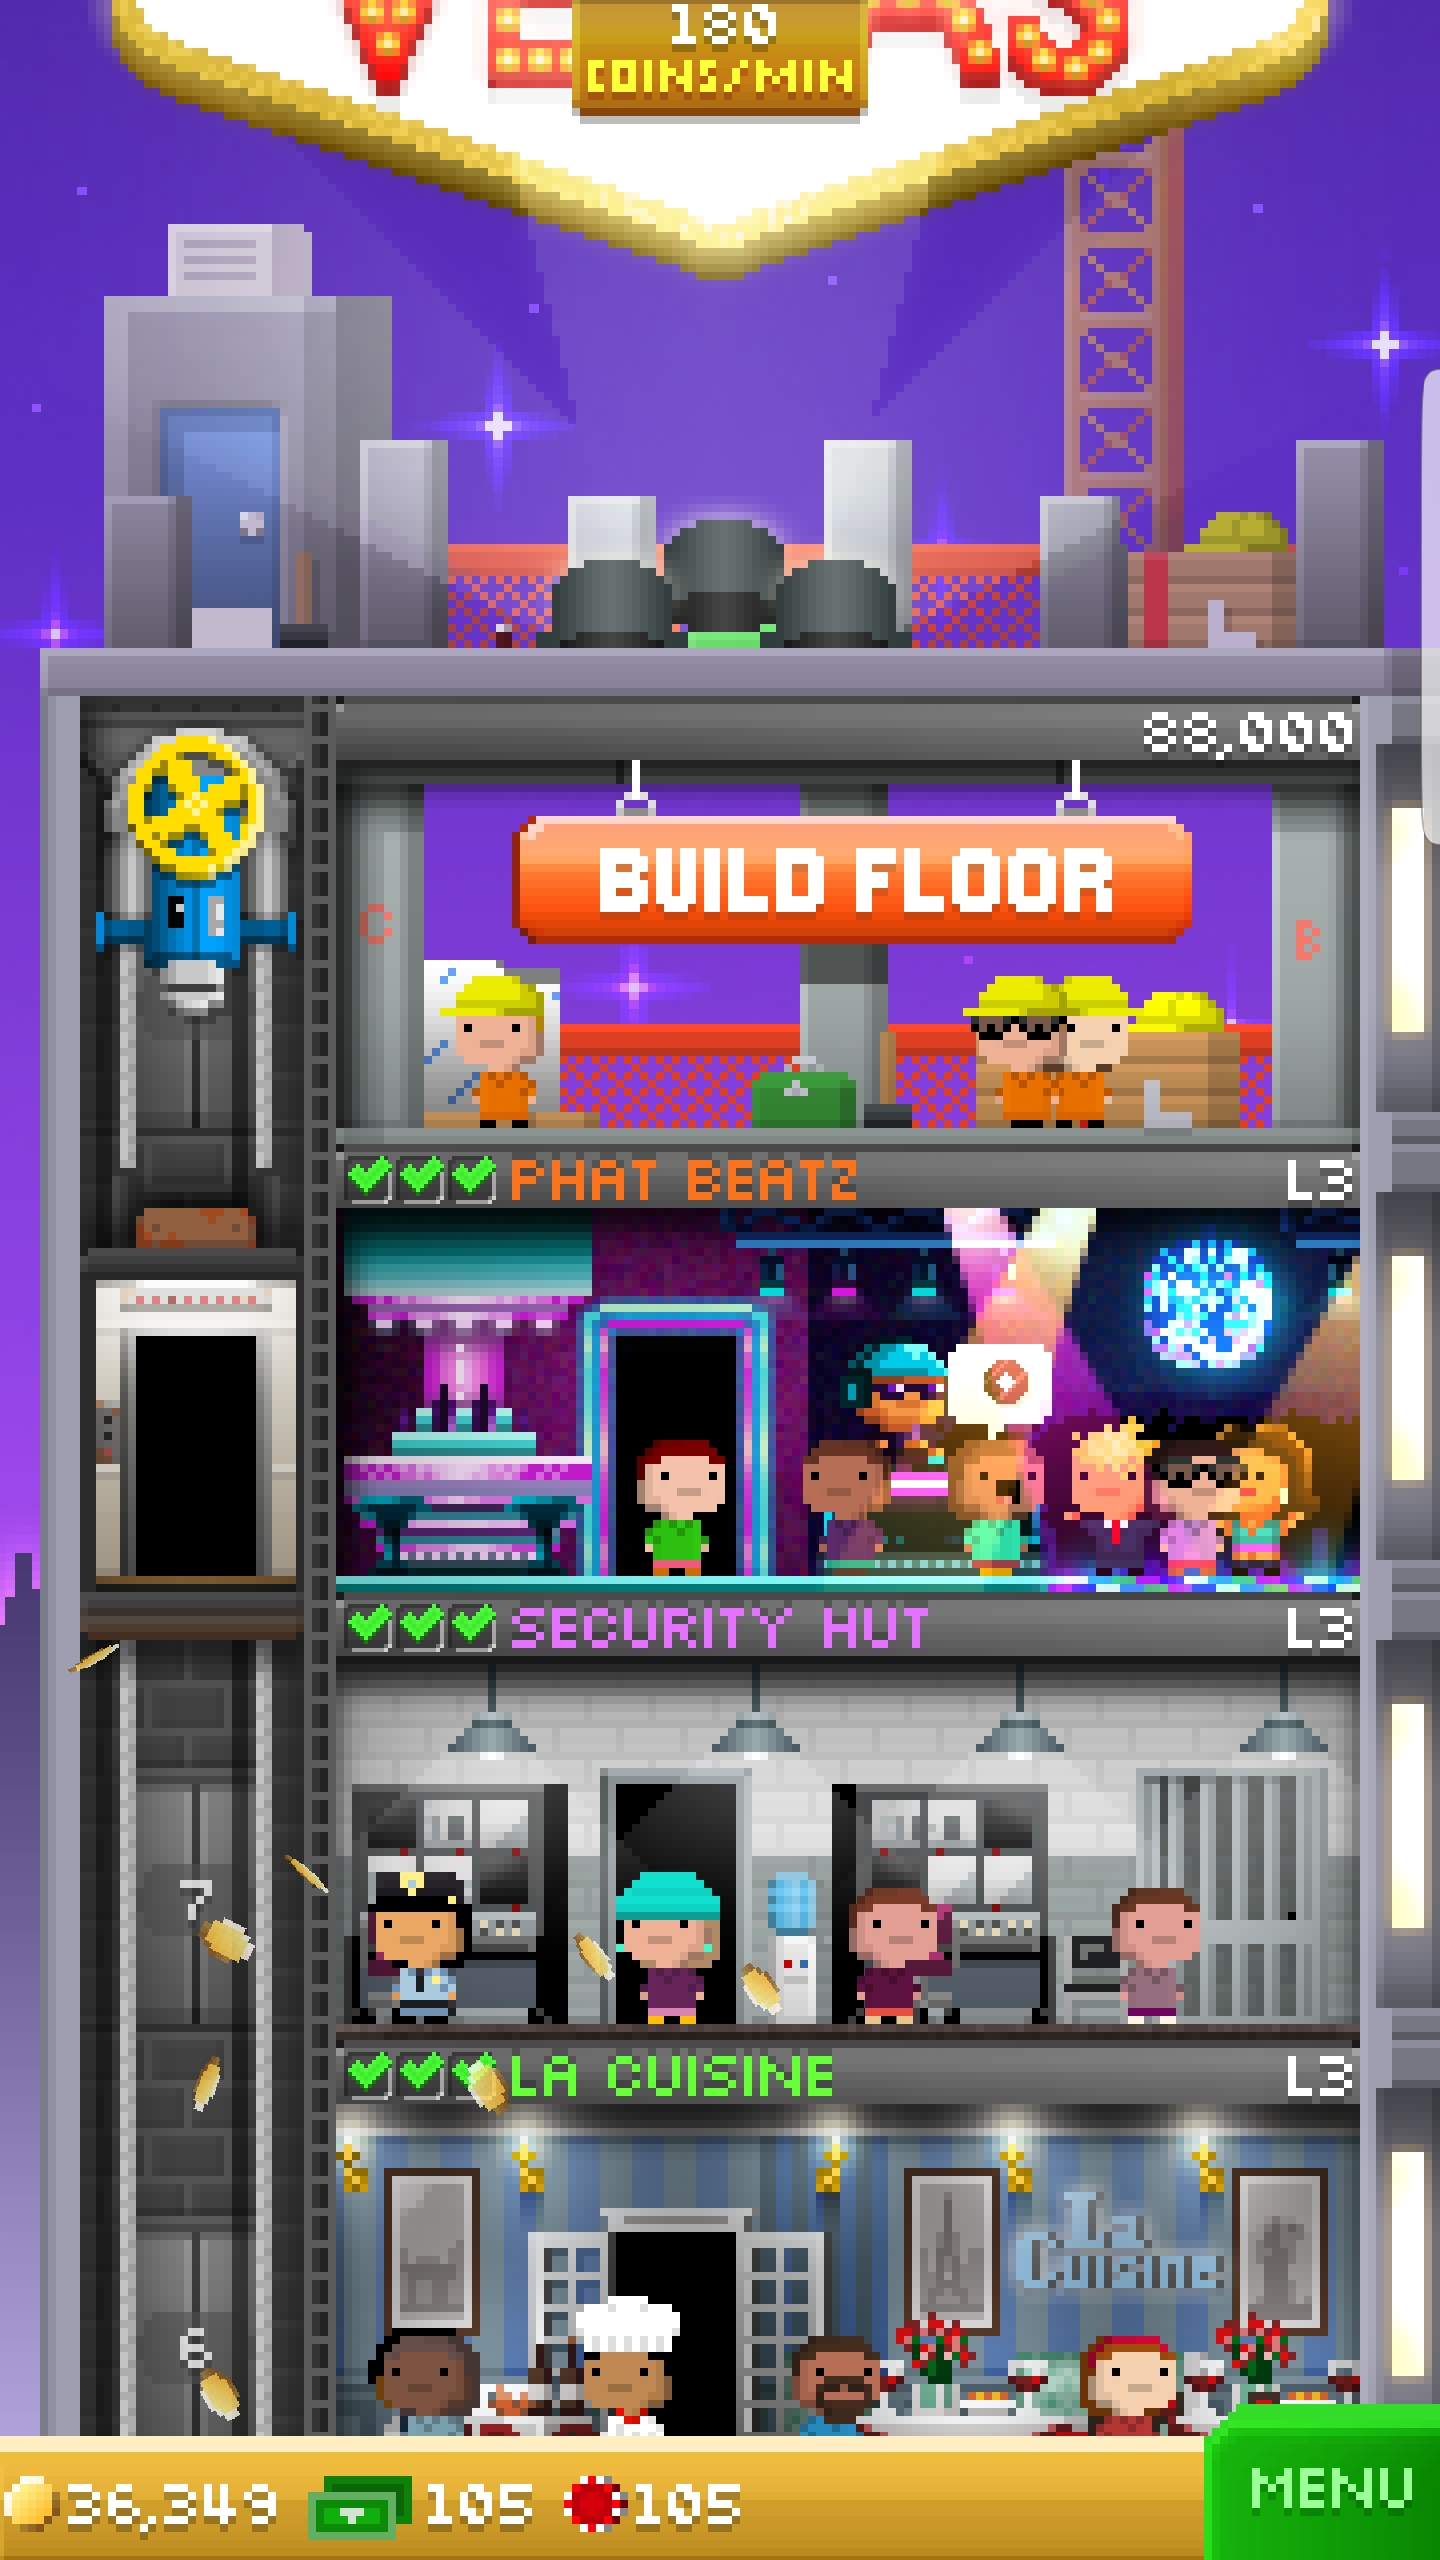 180
COINS/MIN
88,000
BUILD FLOOR
C
B
PHAT BEATZ L3
SECURITY HUT L3
7
LA CUISINE L3
La
Cuisine
6
36,349 105 105
MENU